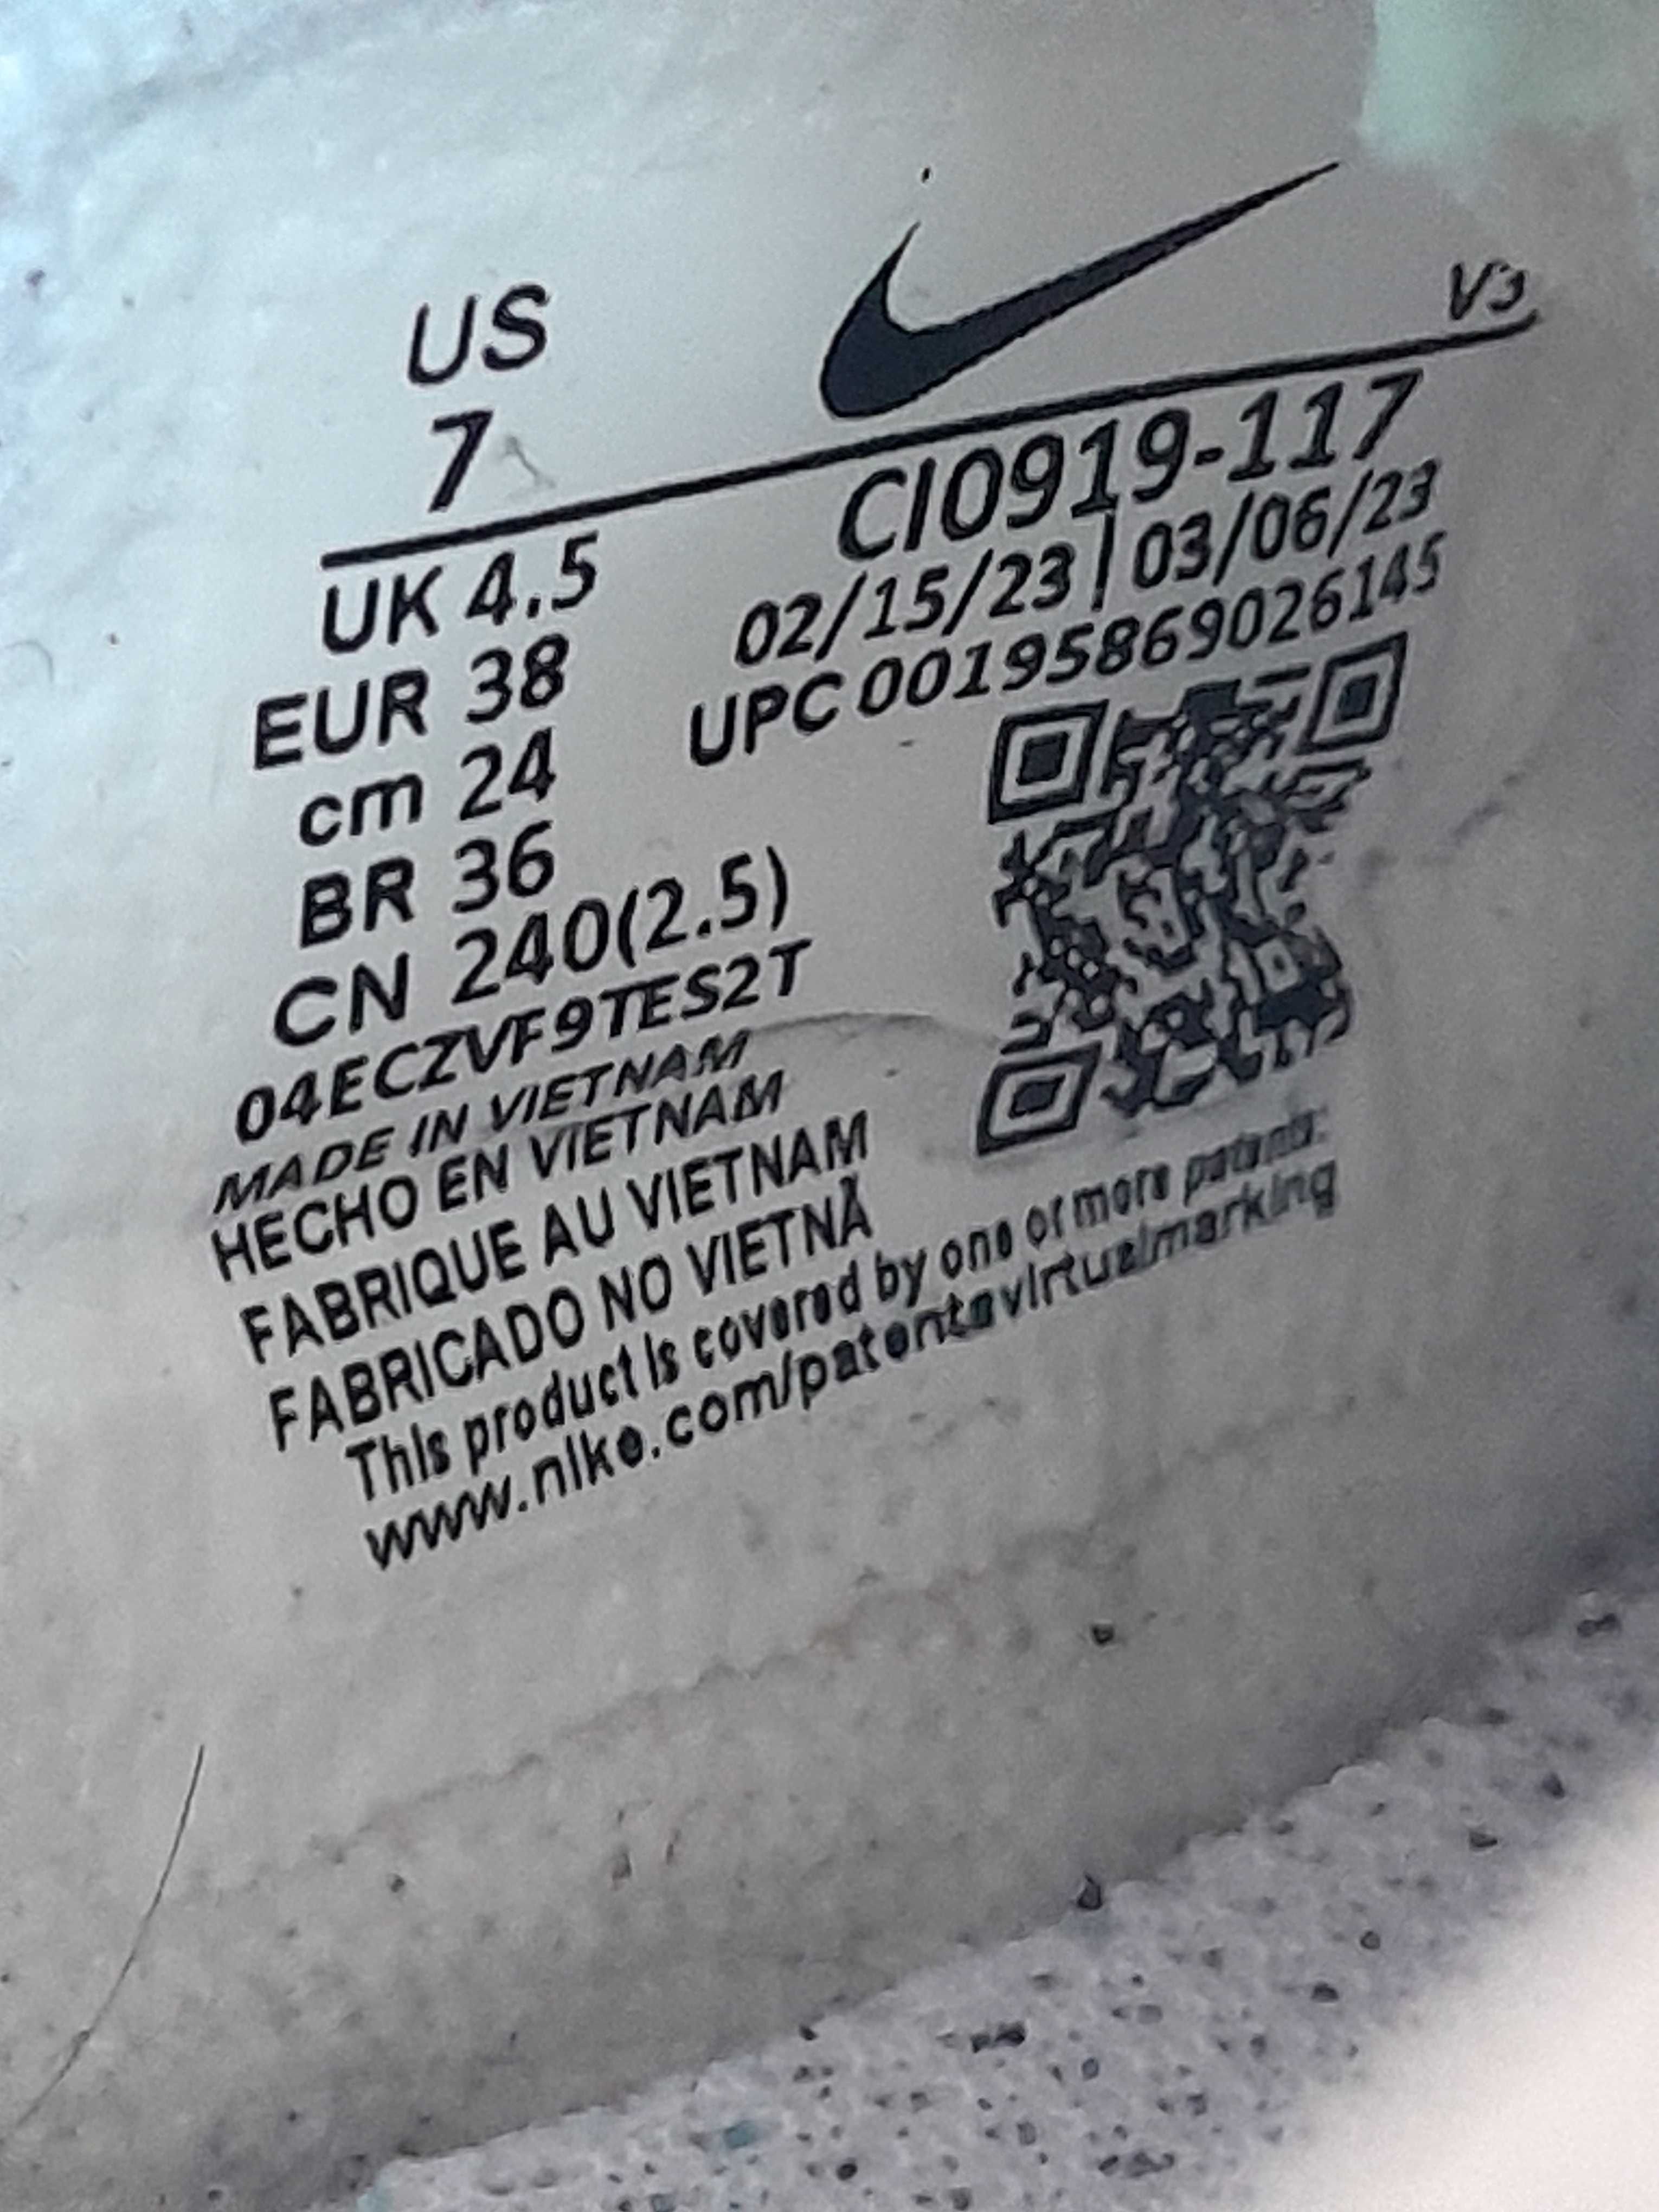 US
7
V3
UK 4.5
EUR 38
cm 24
BR 36
CN 240(2.5)
CI0919-117
02/15/23 | 03/06/23
UPC 00195869026145
04ECZVF9TES2T
MADE IN VIETNAM
HECHO EN VIETNAM
FABRIQUE AU VIETNAM
FABRICADO NO VIETNÃ
This product is covered by one or more patents:
www.nike.com/patentsvirtualmarking